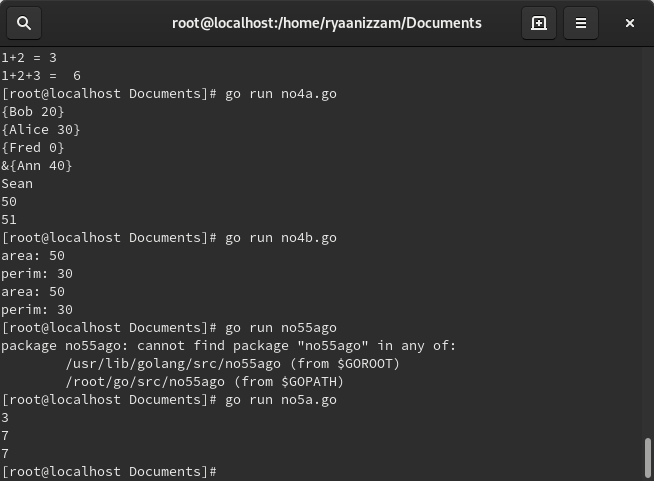 root@localhost:/home/ryaanizzam/Documents
1+2 = 3
1+2+3 =  6
[root@localhost Documents]# go run no4a.go
{Bob 20}
{Alice 30}
{Fred 0}
&{Ann 40}
Sean
50
51
[root@localhost Documents]# go run no4b.go
area: 50
perim: 30
area: 50
perim: 30
[root@localhost Documents]# go run no55ago
package no55ago: cannot find package "no55ago" in any of:
        /usr/lib/golang/src/no55ago (from $GOROOT)
        /root/go/src/no55ago (from $GOPATH)
[root@localhost Documents]# go run no5a.go
3
7
7
[root@localhost Documents]#